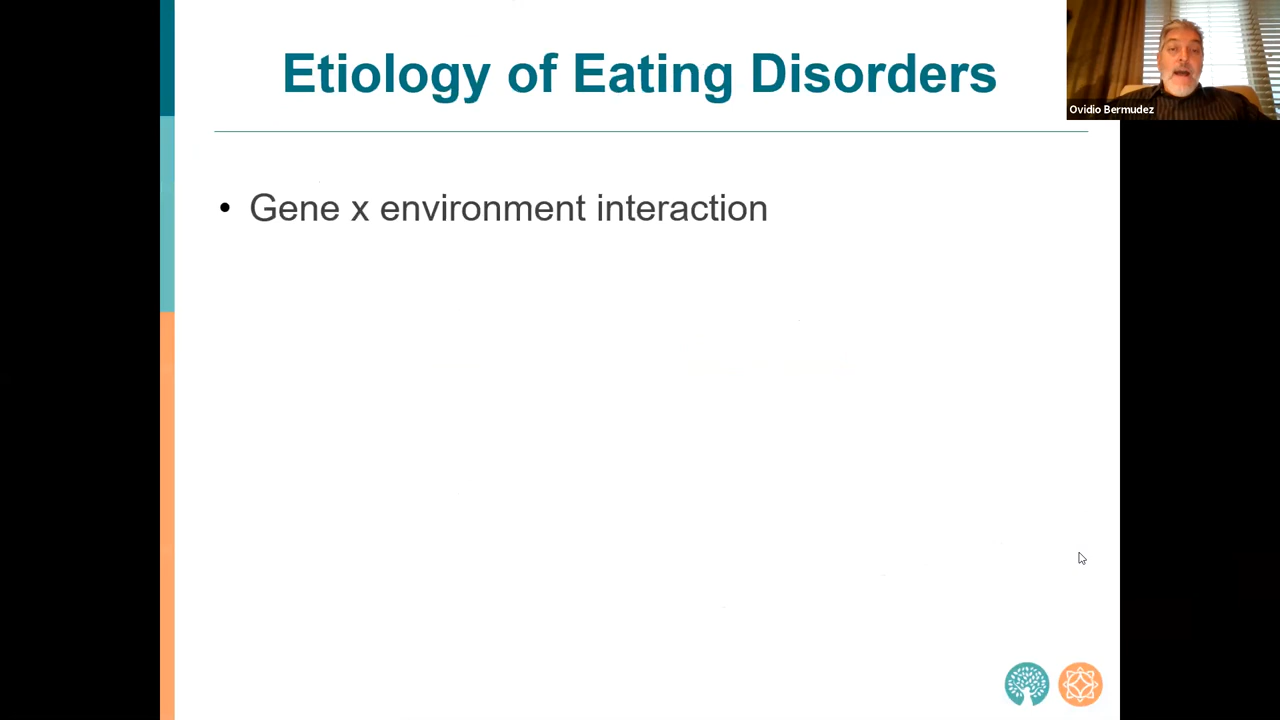 Etiology of Eating Disorders
Ovidio Bermudez
• Gene x environment interaction